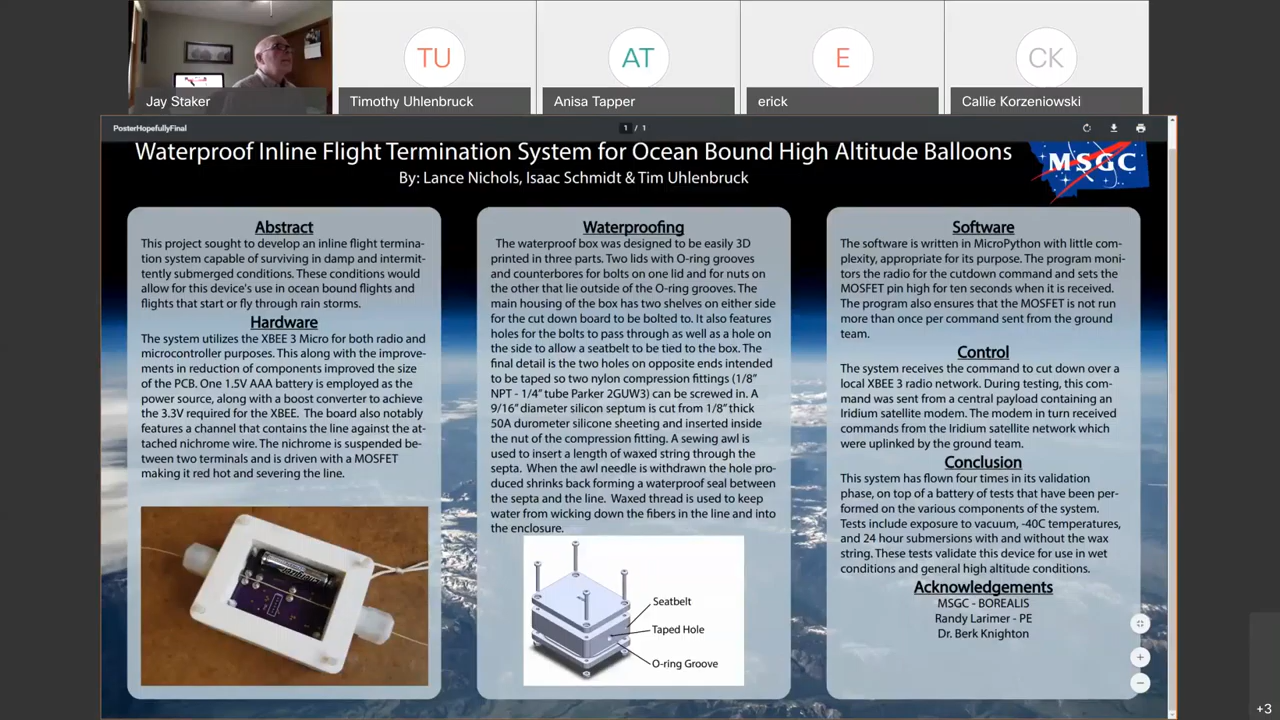 TU
AT
E
CK
Jay Staker
Timothy Uhlenbruck
Anisa Tapper
erick
Callie Korzeniowski
PosterHopefullyFinal
1 / 1
Waterproof Inline Flight Termination System for Ocean Bound High Altitude Balloons
By: Lance Nichols, Isaac Schmidt & Tim Uhlenbruck
MSGC
Abstract
This project sought to develop an inline flight termina-
tion system capable of surviving in damp and intermit-
tently submerged conditions. These conditions would
allow for this device's use in ocean bound flights and
flights that start or fly through rain storms.
Hardware
The system utilizes the XBEE 3 Micro for both radio and
microcontroller purposes. This along with the improve-
ments in reduction of components improved the size
of the PCB. One 1.5V AAA battery is employed as the
power source, along with a boost converter to achieve
the 3.3V required for the XBEE. The board also notably
features a channel that contains the line against the at-
tached nichrome wire. The nichrome is suspended be-
tween two terminals and is driven with a MOSFET
making it red hot and severing the line.
Waterproofing
The waterproof box was designed to be easily 3D
printed in three parts. Two lids with O-ring grooves
and counterbores for bolts on one lid and for nuts on
the other that lie outside of the O-ring grooves. The
main housing of the box has two shelves on either side
for the cut down board to be bolted to. It also features
holes for the bolts to pass through as well as a hole on
the side to allow a seatbelt to be tied to the box. The
final detail is the two holes on opposite ends intended
to be taped so two nylon compression fittings (1/8"
NPT - 1/4" tube Parker 2GUW3) can be screwed in. A
9/16" diameter silicon septum is cut from 1/8" thick
50A durometer silicone sheeting and inserted inside
the nut of the compression fitting. A sewing awl is
used to insert a length of waxed string through the
septa. When the awl needle is withdrawn the hole pro-
duced shrinks back forming a waterproof seal between
the septa and the line. Waxed thread is used to keep
water from wicking down the fibers in the line and into
the enclosure.
Seatbelt
Taped Hole
O-ring Groove
Software
The software is written in MicroPython with little com-
plexity, appropriate for its purpose. The program moni-
tors the radio for the cutdown command and sets the
MOSFET pin high for ten seconds when it is received.
The program also ensures that the MOSFET is not run
more than once per command sent from the ground
team.
Control
The system receives the command to cut down over a
local XBEE 3 radio network. During testing, this com-
mand was sent from a central payload containing an
Iridium satellite modem. The modem in turn received
commands from the Iridium satellite network which
were uplinked by the ground team.
Conclusion
This system has flown four times in its validation
phase, on top of a battery of tests that have been per-
formed on the various components of the system.
Tests include exposure to vacuum, -40C temperatures,
and 24 hour submersions with and without the wax
string. These tests validate this device for use in wet
conditions and general high altitude conditions.
Acknowledgements
MSGC - BOREALIS
Randy Larimer - PE
Dr. Berk Knighton
+3